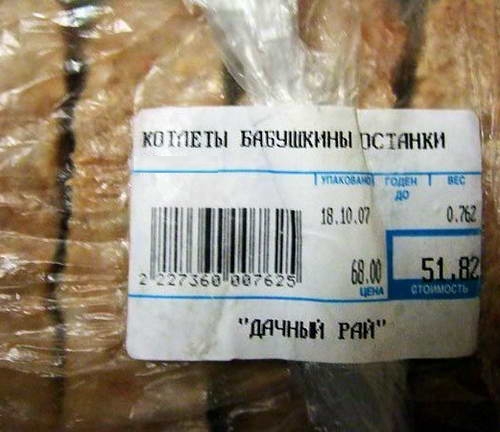 КОТЛЕТЫ БАБУШКИНЫ ОСТАНКИ
УПАКОВАНО ГОДЕН ДО ВЕС
18.10.07 0.762
2 227360 007625
68.00 51.82
ЦЕНА СТОИМОСТЬ
"ДАЧНЫЙ РАЙ"